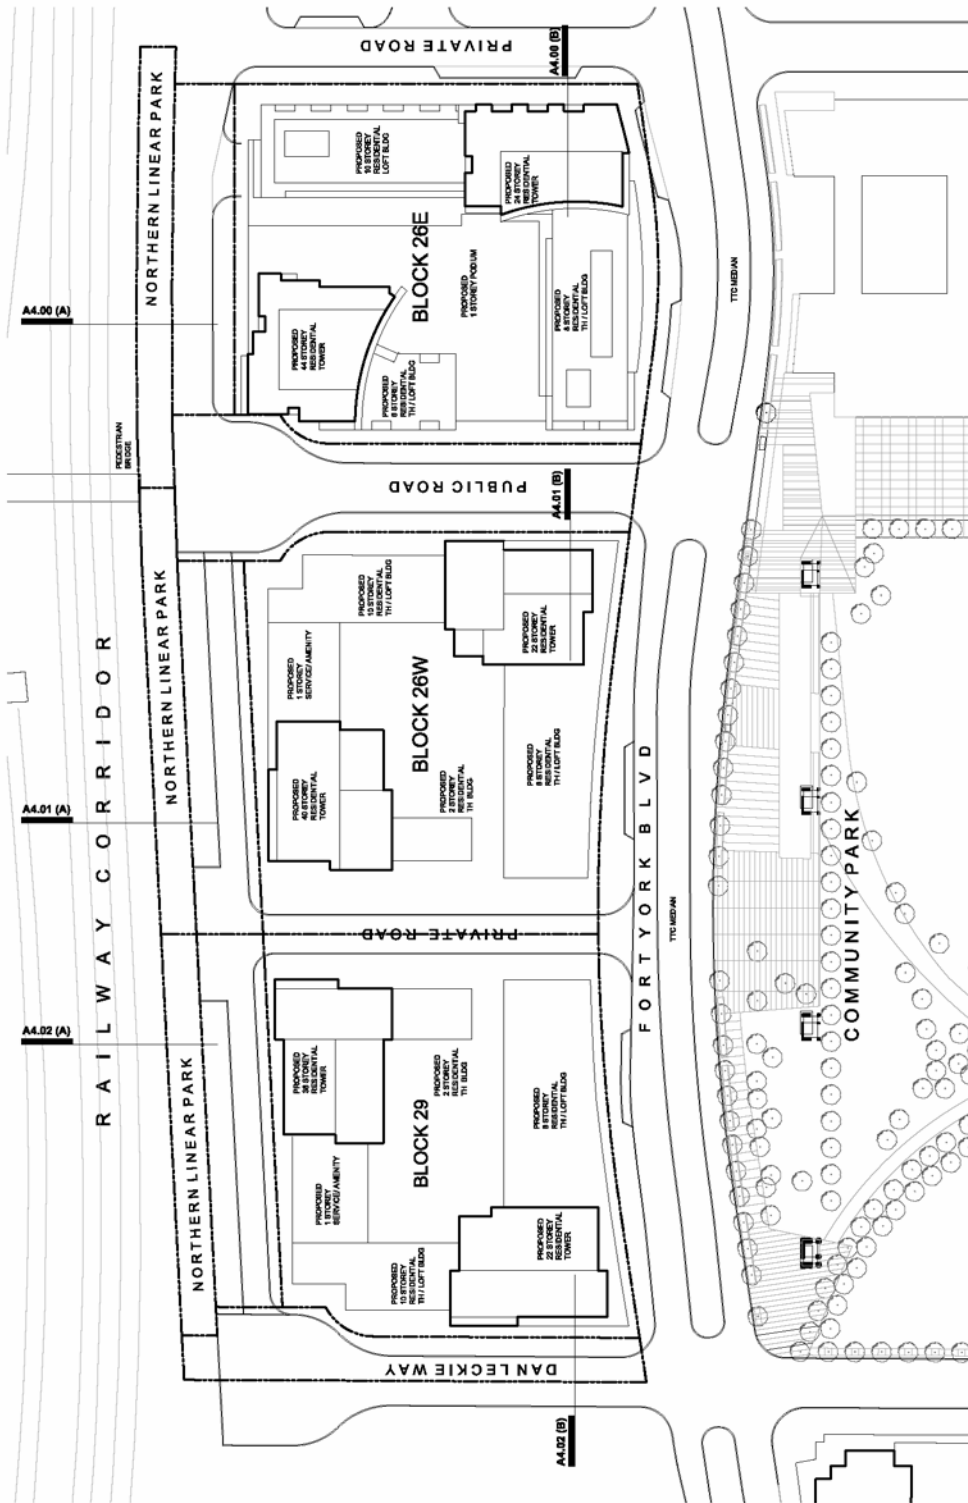 PRIVATE ROAD
A4.00 (B)
NORTHERN LINEAR PARK
PROPOSED
10 STOREY
RESIDENTIAL
LOFT BLDG
PROPOSED
24 STOREY
RESIDENTIAL
TOWER
BLOCK 26E
PROPOSED
1 STOREY PODIUM
A4.00 (A)
PROPOSED
44 STOREY
RESIDENTIAL
TOWER
PROPOSED
8 STOREY
RESIDENTIAL
TH / LOFT BLDG
PROPOSED
8 STOREY
RESIDENTIAL
TH / LOFT BLDG
TTC MEDIAN
PEDESTRIAN
BRIDGE
PUBLIC ROAD
A4.01 (B)
NORTHERN LINEAR PARK
PROPOSED
10 STOREY
RESIDENTIAL
TH / LOFT BLDG
PROPOSED
22 STOREY
RESIDENTIAL
TOWER
PROPOSED
1 STOREY
SERVICE/AMENITY
BLOCK 26W
A4.01 (A)
PROPOSED
40 STOREY
RESIDENTIAL
TOWER
PROPOSED
2 STOREY
RESIDENTIAL
TH BLDG
PROPOSED
8 STOREY
RESIDENTIAL
TH / LOFT BLDG
RAILWAY CORRIDOR
FORT YORK BLVD
TTC MEDIAN
COMMUNITY PARK
PRIVATE ROAD
A4.02 (A)
NORTHERN LINEAR PARK
PROPOSED
38 STOREY
RESIDENTIAL
TOWER
PROPOSED
2 STOREY
RESIDENTIAL
TH BLDG
PROPOSED
8 STOREY
RESIDENTIAL
TH / LOFT BLDG
BLOCK 29
PROPOSED
1 STOREY
SERVICE/AMENITY
PROPOSED
10 STOREY
RESIDENTIAL
TH / LOFT BLDG
PROPOSED
22 STOREY
RESIDENTIAL
TOWER
DAN LECKIE WAY
A4.02 (B)